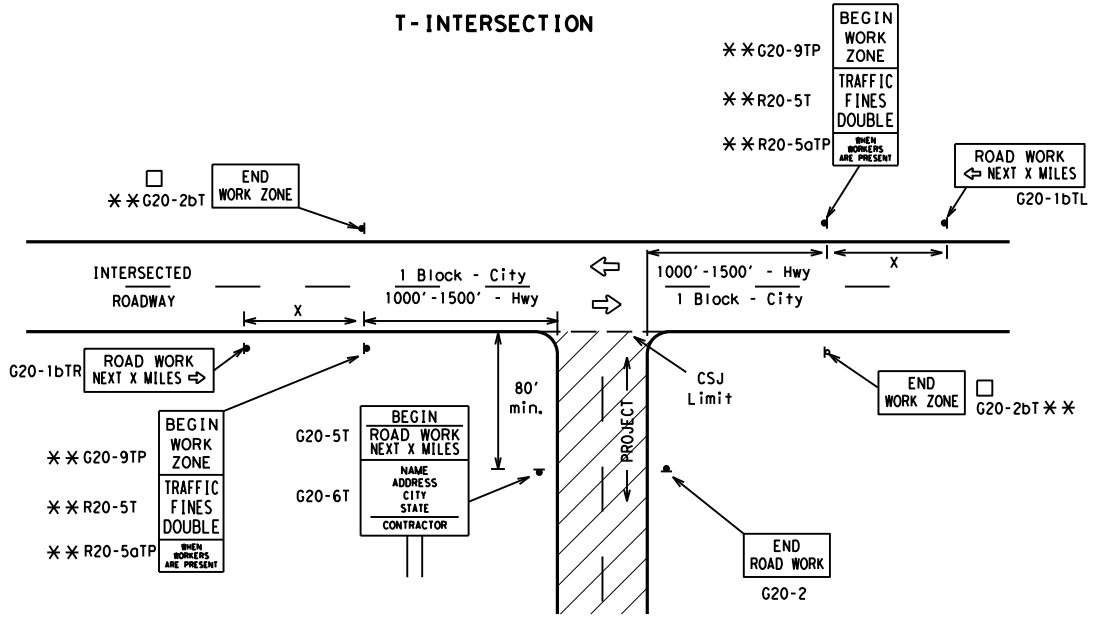 T-INTERSECTION
BEGIN
WORK
ZONE
TRAFFIC
FINES
DOUBLE
WHEN
WORKERS
ARE PRESENT
**G20-9TP
**R20-5T
**R20-5aTP
ROAD WORK
⇦ NEXT X MILES
G20-1bTL
END
WORK ZONE
□
**G20-2bT
INTERSECTED
ROADWAY
1 Block - City
1000'-1500' - Hwy
1000'-1500' - Hwy
1 Block - City
X
X
G20-1bTR
ROAD WORK
NEXT X MILES ⇨
80'
min.
PROJECT
CSJ
Limit
END
WORK ZONE
□
G20-2bT**
BEGIN
WORK
ZONE
TRAFFIC
FINES
DOUBLE
WHEN
WORKERS
ARE PRESENT
**G20-9TP
**R20-5T
**R20-5aTP
G20-5T
BEGIN
ROAD WORK
NEXT X MILES
G20-6T
NAME
ADDRESS
CITY
STATE
CONTRACTOR
END
ROAD WORK
G20-2